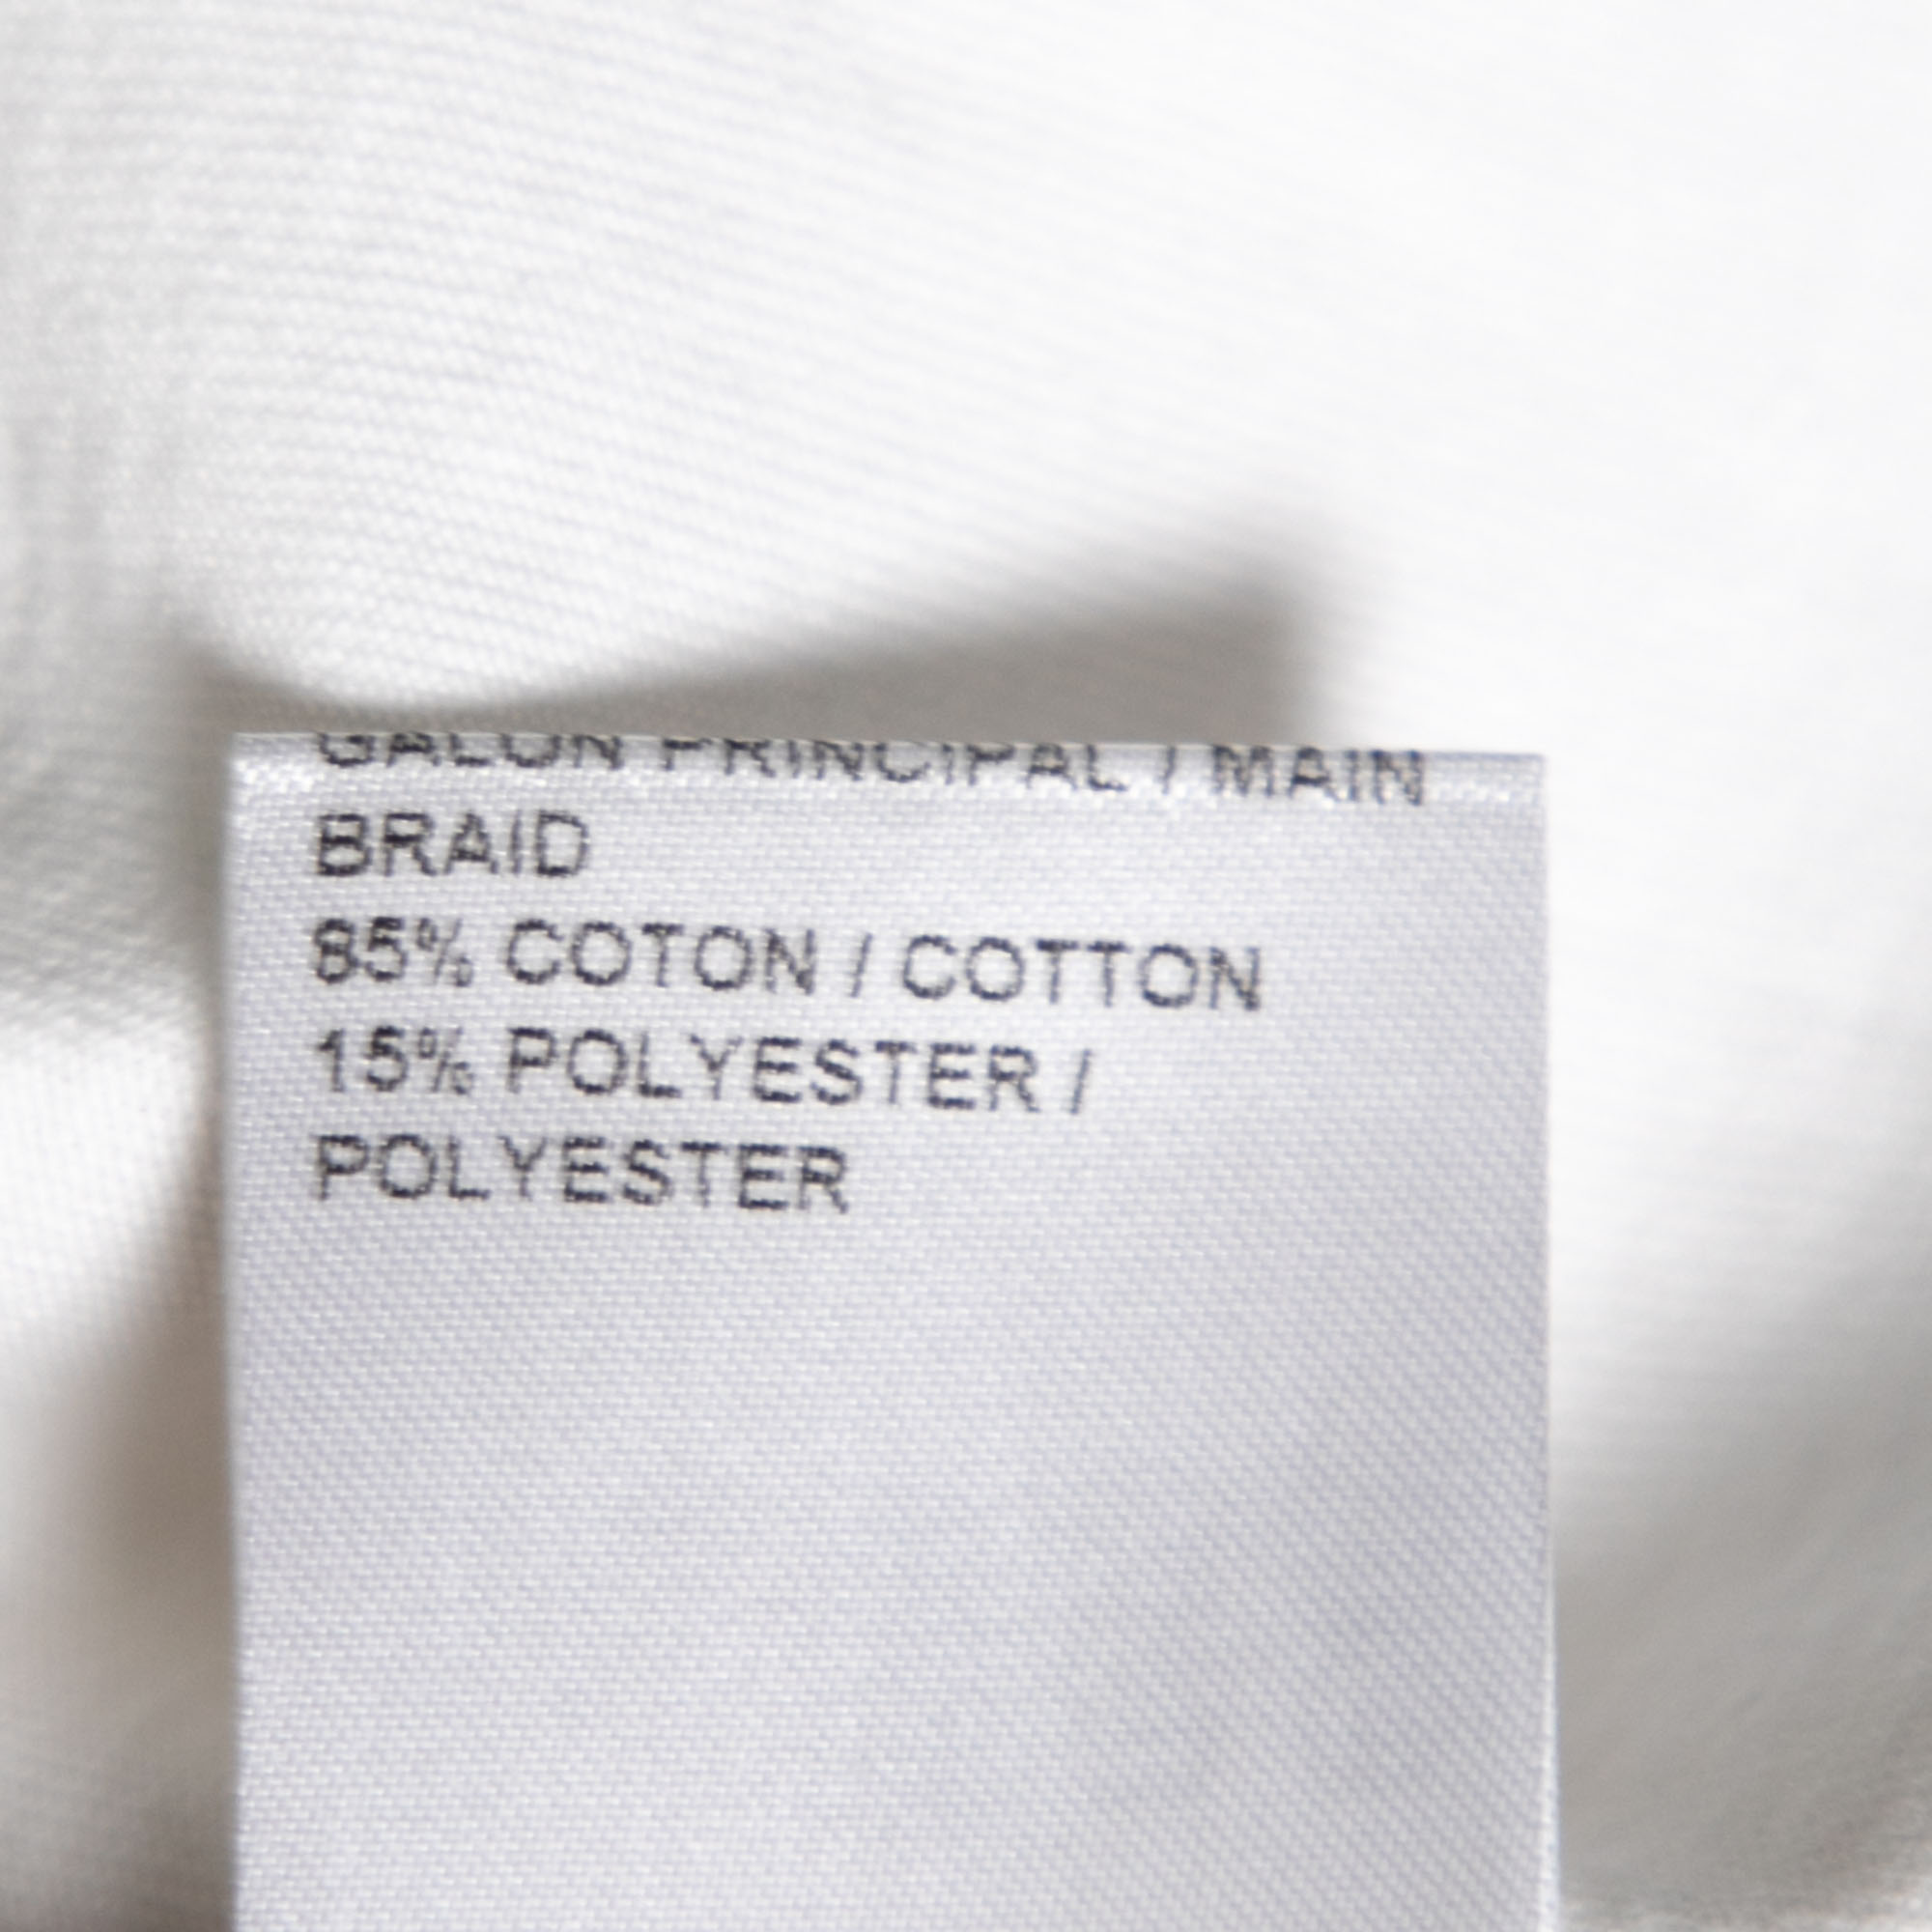 GALON PRINCIPAL / MAIN
BRAID
85% COTON / COTTON
15% POLYESTER /
POLYESTER